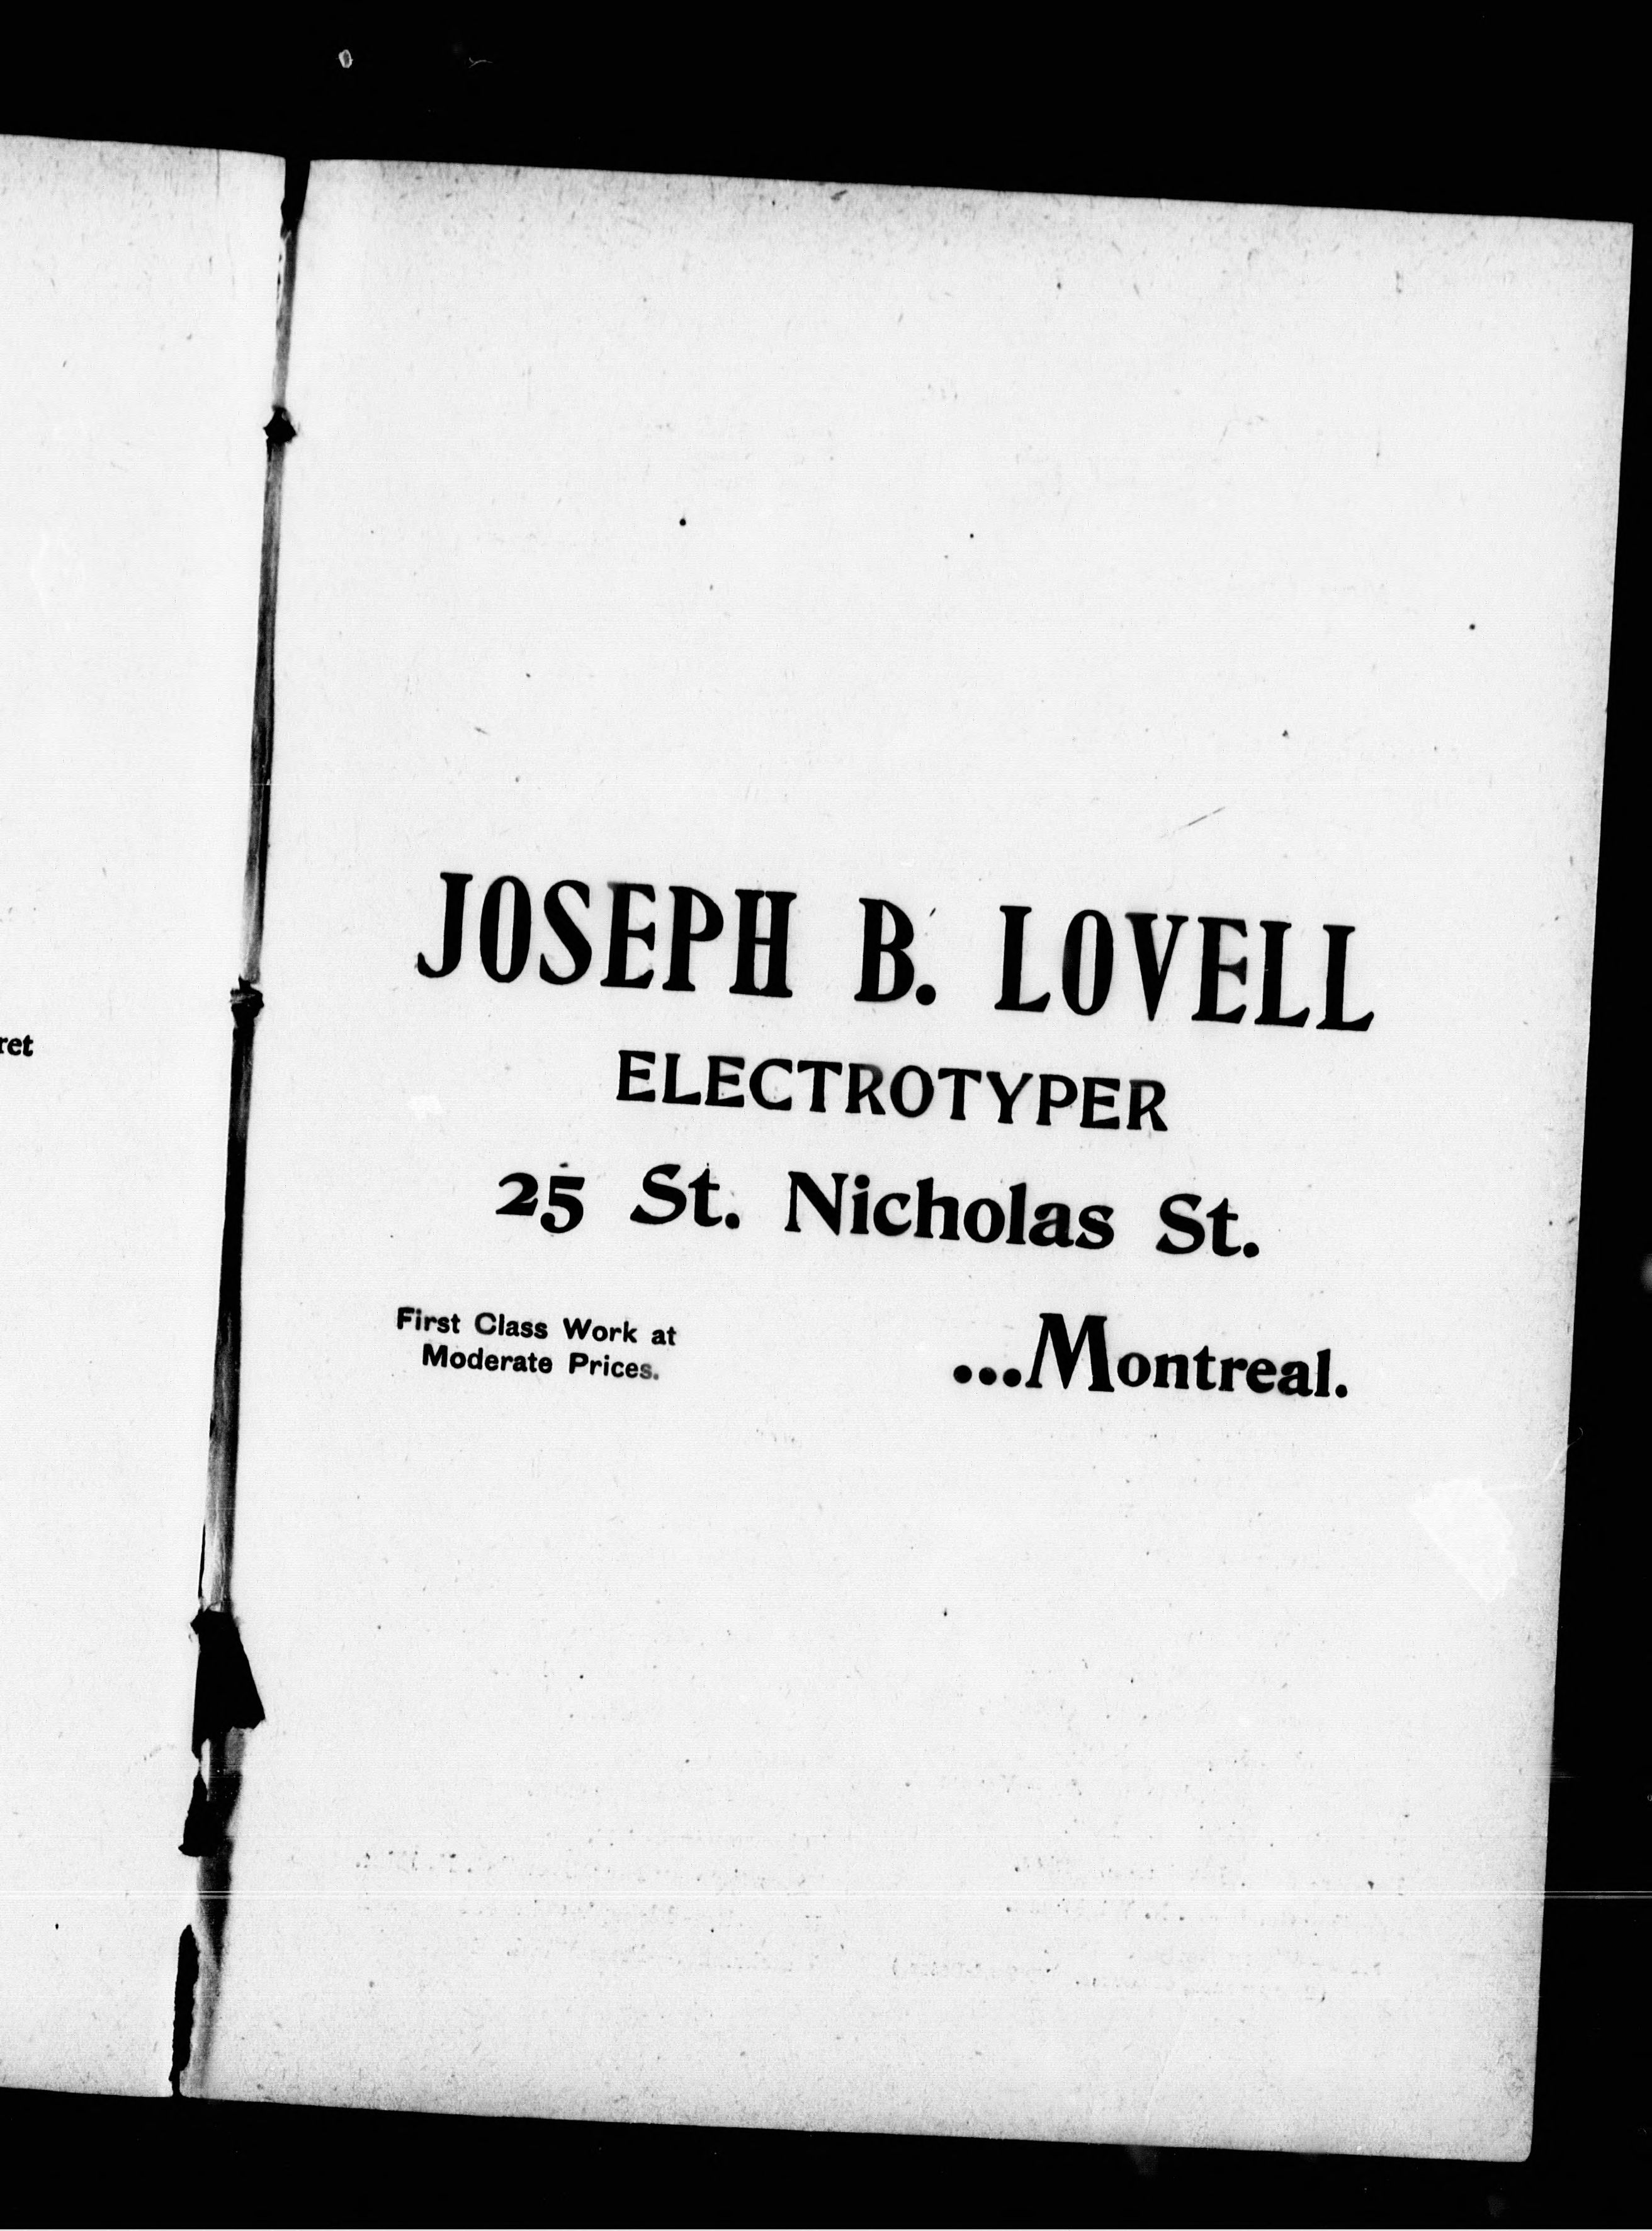 JOSEPH B. LOVELL
ELECTROTYPER
25 St. Nicholas St.
First Class Work at
Moderate Prices.
...Montreal.